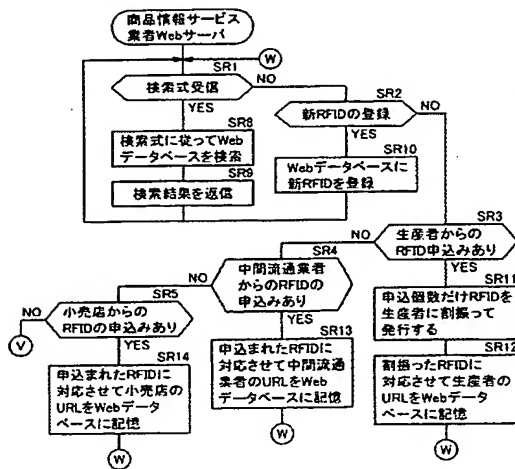 商品情報サービス
業者Webサーバ
W
SR1
検索式受信
NO
YES
SR2
新RFIDの登録
NO
YES
SR8
検索式に従ってWeb
データベースを検索
SR9
検索結果を返信
SR10
Webデータベースに
新RFIDを登録
SR3
生産者からの
RFID申込みあり
NO
YES
SR4
中間流通業者
からのRFIDの
申込みあり
NO
YES
SR5
小売店からの
RFIDの申込みあり
NO
YES
V
SR11
申込個数だけRFIDを
生産者に割振って
発行する
SR12
割振ったRFIDに
対応させて生産者の
URLをWebデータ
ベースに記憶
W
SR13
申込まれたRFIDに
対応させて中間流通
業者のURLをWeb
データベースに記憶
W
SR14
申込まれたRFIDに
対応させて小売店の
URLをWebデータ
ベースに記憶
W